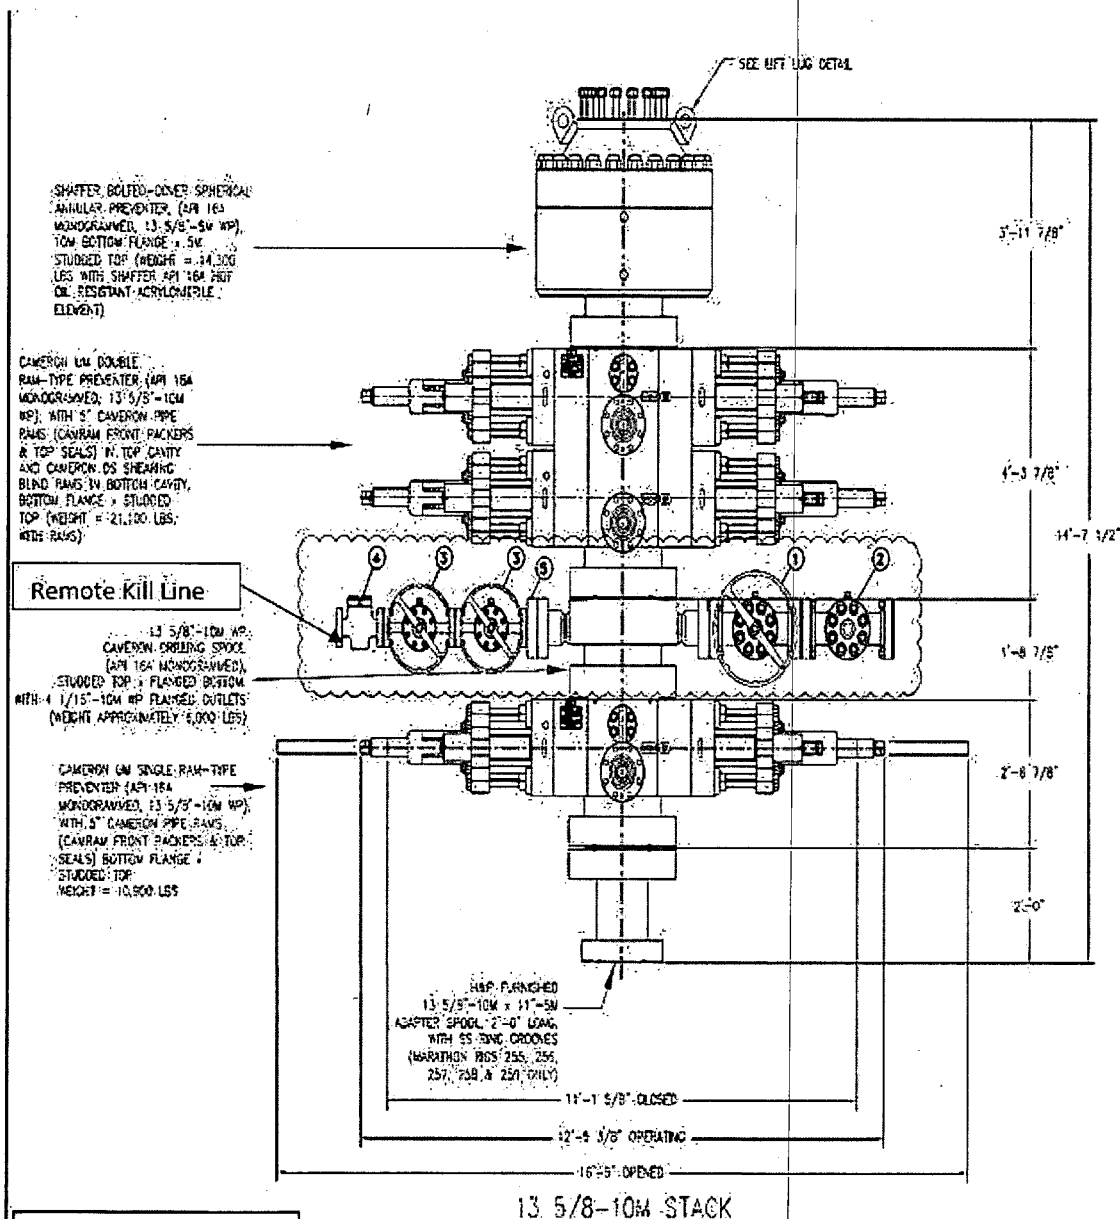 SEE LIFT LUG DETAIL
SHAFFER BOLTED-COVER SPHERICAL
ANNULAR PREVENTER, (API 16A
MONOGRAMMED, 13 5/8"-5M WP),
10M BOTTOM FLANGE x 5M
STUDDED TOP (WEIGHT = 14,300
LBS WITH SHAFFER API 16A HOT
OIL RESISTANT ACRYLONITRILE
ELEMENT)
3'-11 7/8"
CAMERON UM DOUBLE
RAM-TYPE PREVENTER (API 16A
MONOGRAMMED, 13 5/8"-10M
WP), WITH 5" CAMERON PIPE
RAMS (CAMRAM FRONT PACKERS
& TOP SEALS) IN TOP CAVITY
AND CAMERON DS SHEARING
BLIND RAMS IN BOTTOM CAVITY,
BOTTOM FLANGE x STUDDED
TOP (WEIGHT = 21,100 LBS,
WITH RAMS)
4'-3 7/8"
14'-7 1/2"
4
3
3
5
1
2
Remote Kill Line
13 5/8"-10M WP
CAMERON DRILLING SPOOL
(API 16A MONOGRAMMED),
STUDDED TOP x FLANGED BOTTOM
WITH 4 1/16"-10M WP FLANGED OUTLETS
(WEIGHT APPROXIMATELY 6,000 LBS)
1'-8 7/8"
CAMERON UM SINGLE RAM-TYPE
PREVENTER (API 16A
MONOGRAMMED, 13 5/8"-10M WP)
WITH 5" CAMERON PIPE RAMS
(CAMRAM FRONT PACKERS & TOP
SEALS) BOTTOM FLANGE x
STUDDED TOP
WEIGHT = 10,900 LBS
2'-6 7/8"
2'-0"
H&P FURNISHED
13 5/8"-10M x 11"-5M
ADAPTER SPOOL, 2'-0" LONG,
WITH SS RING GROOVES
(MARATHON RIGS 255, 256,
257, 258, & 259 ONLY)
11'-1 5/8" CLOSED
OPERATING
OPENED
13 5/8-10M STACK